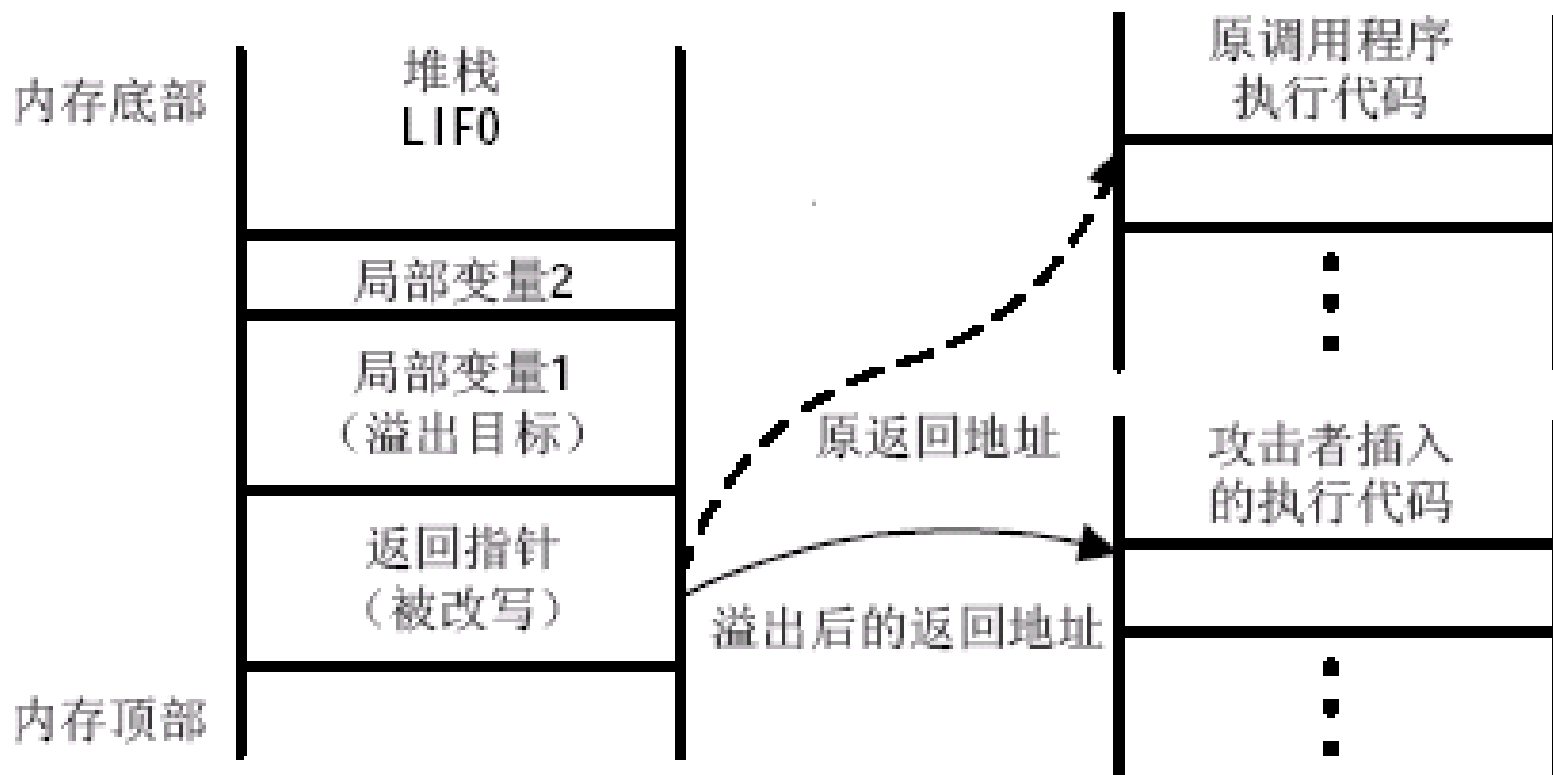 内存底部
堆栈
LIFO
局部变量2
局部变量1
（溢出目标）
返回指针
（被改写）
内存顶部
原返回地址
溢出后的返回地址
原调用程序
执行代码
攻击者插入
的执行代码